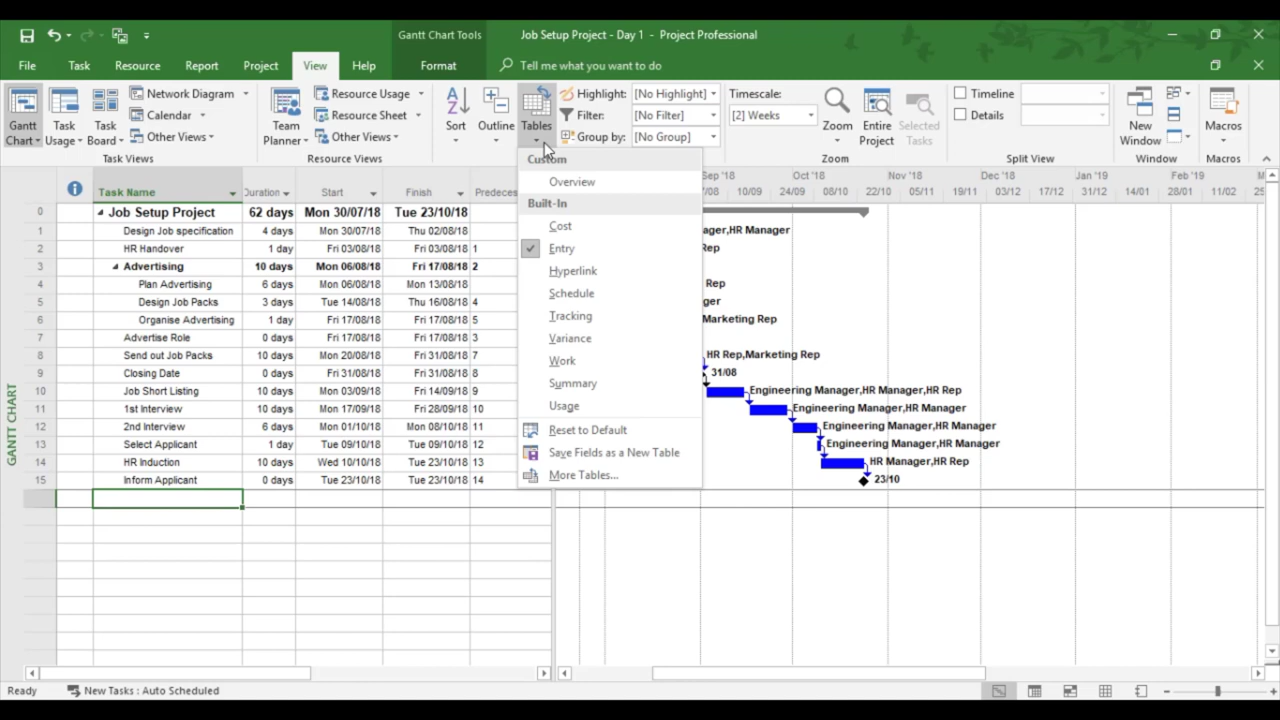 Gantt Chart Tools
Job Setup Project - Day 1 - Project Professional
File Task Resource Report Project View Help Format Tell me what you want to do
Gantt Chart
Task Usage
Task Board
Network Diagram
Calendar
Other Views
Task Views
Team Planner
Resource Usage
Resource Sheet
Other Views
Resource Views
Sort
Outline
Tables
Highlight: [No Highlight]
Filter: [No Filter]
Group by: [No Group]
Timescale:
[2] Weeks
Zoom
Entire Project
Selected Tasks
Zoom
Timeline
Details
Split View
New Window
Window
Macros
Macros
Custom
Overview
Built-In
Cost
Entry
Hyperlink
Schedule
Tracking
Variance
Work
Summary
Usage
Reset to Default
Save Fields as a New Table
More Tables...
Task Name Duration Start Finish Predeces
0 Job Setup Project 62 days Mon 30/07/18 Tue 23/10/18
1 Design Job specification 4 days Mon 30/07/18 Thu 02/08/18
2 HR Handover 1 day Fri 03/08/18 Fri 03/08/18 1
3 Advertising 10 days Mon 06/08/18 Fri 17/08/18 2
4 Plan Advertising 6 days Mon 06/08/18 Mon 13/08/18
5 Design Job Packs 3 days Tue 14/08/18 Thu 16/08/18 4
6 Organise Advertising 1 day Fri 17/08/18 Fri 17/08/18 5
7 Advertise Role 0 days Fri 17/08/18 Fri 17/08/18 3
8 Send out Job Packs 10 days Mon 20/08/18 Fri 31/08/18 7
9 Closing Date 0 days Fri 31/08/18 Fri 31/08/18 8
10 Job Short Listing 10 days Mon 03/09/18 Fri 14/09/18 9
11 1st Interview 10 days Mon 17/09/18 Fri 28/09/18 10
12 2nd Interview 6 days Mon 01/10/18 Mon 08/10/18 11
13 Select Applicant 1 day Tue 09/10/18 Tue 09/10/18 12
14 HR Induction 10 days Wed 10/10/18 Tue 23/10/18 13
15 Inform Applicant 0 days Tue 23/10/18 Tue 23/10/18 14
Sep '18 Oct '18 Nov '18 Dec '18 Jan '19 Feb '19 M
/08 10/09 24/09 08/10 22/10 05/11 19/11 03/12 17/12 31/12 14/01 28/01 11/02 25
ager,HR Manager
Rep
Rep
ger
Marketing Rep
HR Rep,Marketing Rep
31/08
Engineering Manager,HR Manager,HR Rep
Engineering Manager,HR Manager
Engineering Manager,HR Manager
Engineering Manager,HR Manager
HR Manager,HR Rep
23/10
GANTT CHART
Ready New Tasks : Auto Scheduled